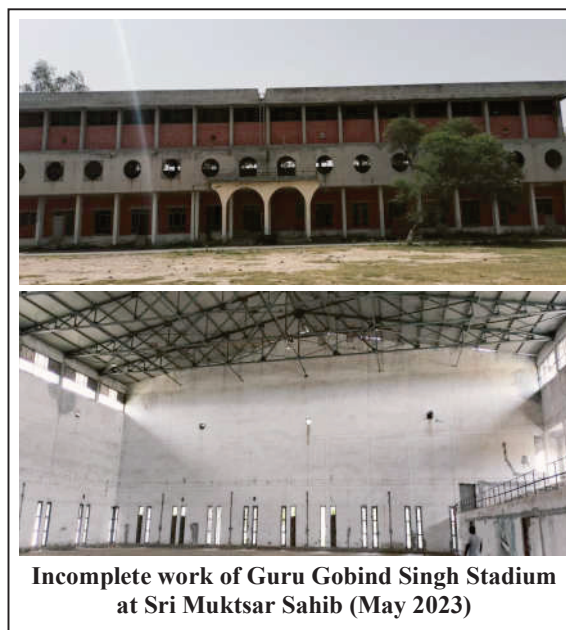 Incomplete work of Guru Gobind Singh Stadium
at Sri Muktsar Sahib (May 2023)